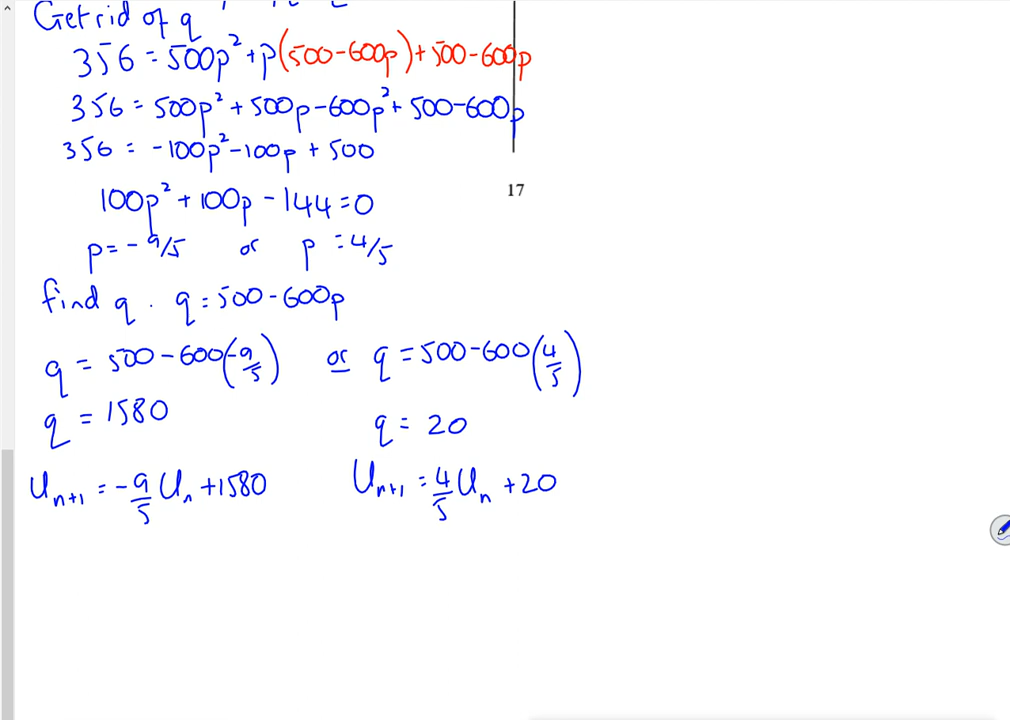 Get rid of q
356 = 500p² + p(500-600p) + 500-600p
356 = 500p² + 500p - 600p² + 500-600p
356 = -100p² - 100p + 500
17
100p² + 100p - 144 = 0
p = -9/5 or p = 4/5
find q . q = 500 - 600p
q = 500 - 600(-9/5) or q = 500 - 600(4/5)
q = 1580 q = 20
Uₙ₊₁ = -9/5 Uₙ + 1580 Uₙ₊₁ = 4/5 Uₙ + 20